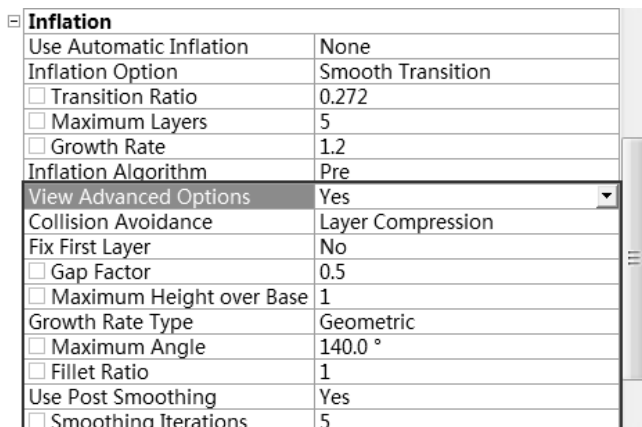 Inflation
Use Automatic Inflation None
Inflation Option Smooth Transition
Transition Ratio 0.272
Maximum Layers 5
Growth Rate 1.2
Inflation Algorithm Pre
View Advanced Options Yes
Collision Avoidance Layer Compression
Fix First Layer No
Gap Factor 0.5
Maximum Height over Base 1
Growth Rate Type Geometric
Maximum Angle 140.0 °
Fillet Ratio 1
Use Post Smoothing Yes
Smoothing Iterations 5